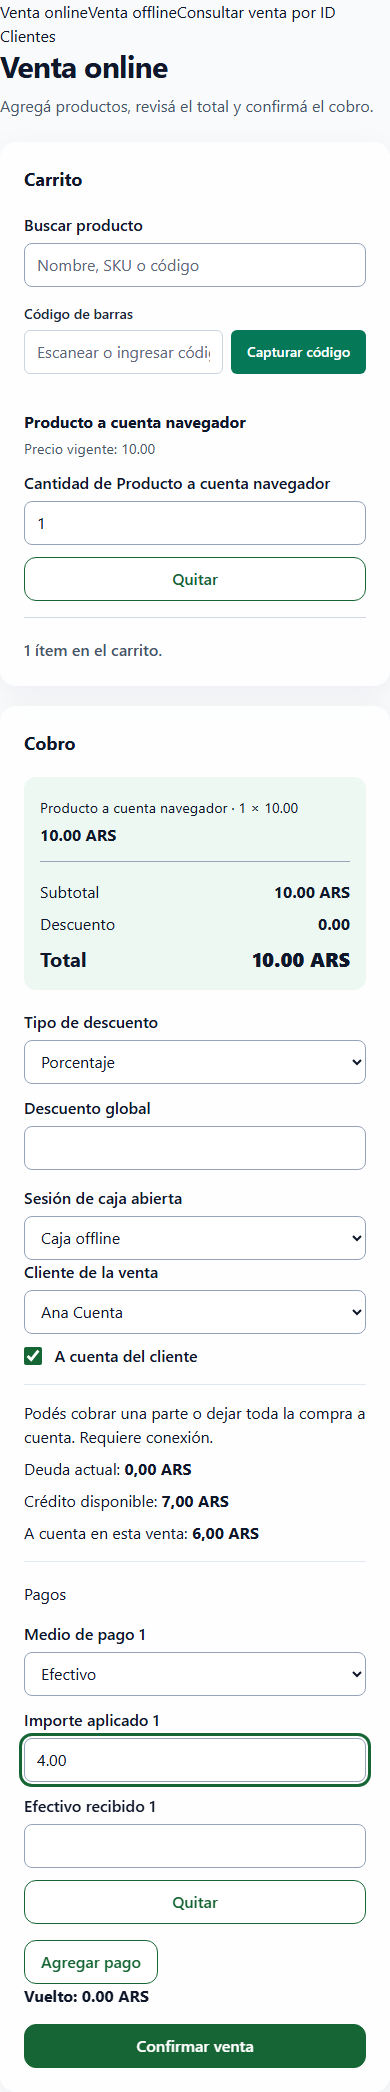 Venta onlineVenta offlineConsultar venta por ID
Clientes
Venta online
Agregá productos, revisá el total y confirmá el cobro.
Carrito
Buscar producto
Nombre, SKU o código
Código de barras
Escanear o ingresar códi
Capturar código
Producto a cuenta navegador
Precio vigente: 10.00
Cantidad de Producto a cuenta navegador
1
Quitar
1 ítem en el carrito.
Cobro
Producto a cuenta navegador · 1 × 10.00
10.00 ARS
Subtotal 10.00 ARS
Descuento 0.00
Total 10.00 ARS
Tipo de descuento
Porcentaje
Descuento global
Sesión de caja abierta
Caja offline
Cliente de la venta
Ana Cuenta
A cuenta del cliente
Podés cobrar una parte o dejar toda la compra a
cuenta. Requiere conexión.
Deuda actual: 0,00 ARS
Crédito disponible: 7,00 ARS
A cuenta en esta venta: 6,00 ARS
Pagos
Medio de pago 1
Efectivo
Importe aplicado 1
4.00
Efectivo recibido 1
Quitar
Agregar pago
Vuelto: 0.00 ARS
Confirmar venta